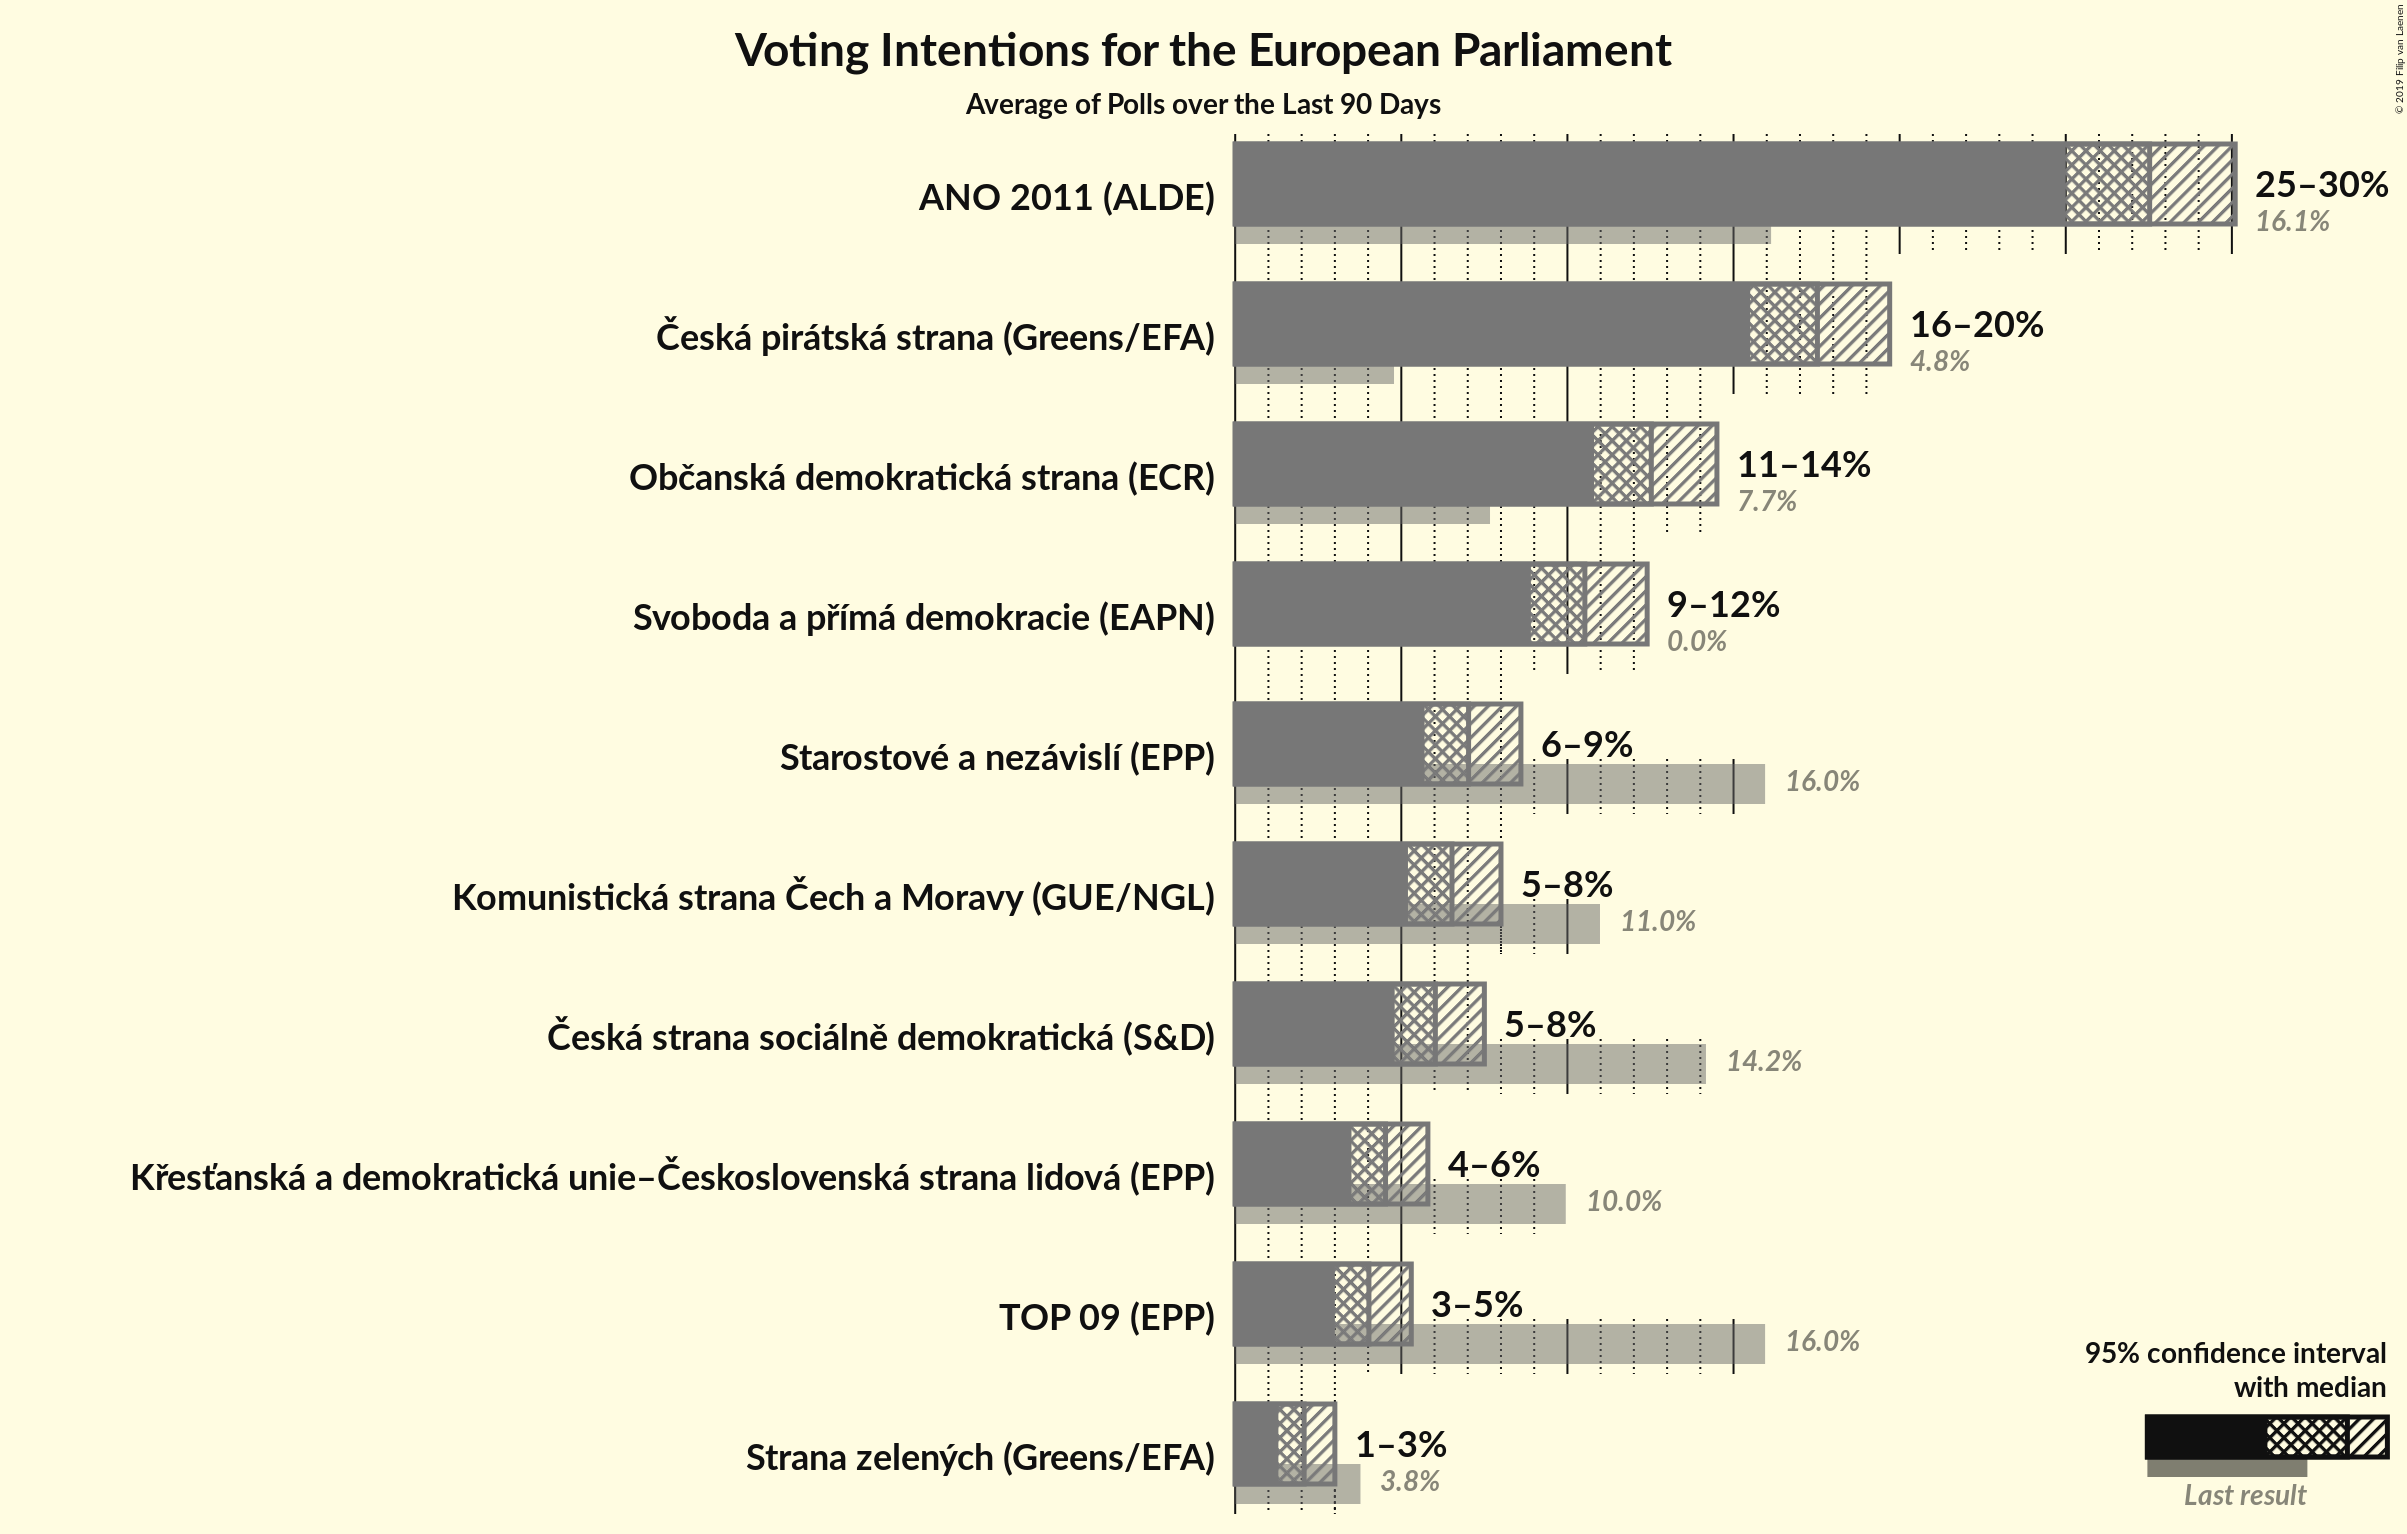 Voting Intentions for the European Parliament
Average of Polls over the Last 90 Days
© 2019 Filip van Laenen
ANO 2011 (ALDE)
25–30%
16.1%
Česká pirátská strana (Greens/EFA)
16–20%
4.8%
Občanská demokratická strana (ECR)
11–14%
7.7%
Svoboda a přímá demokracie (EAPN)
9–12%
0.0%
Starostové a nezávislí (EPP)
6–9%
16.0%
Komunistická strana Čech a Moravy (GUE/NGL)
5–8%
11.0%
Česká strana sociálně demokratická (S&D)
5–8%
14.2%
Křesťanská a demokratická unie–Československá strana lidová (EPP)
4–6%
10.0%
TOP 09 (EPP)
3–5%
16.0%
Strana zelených (Greens/EFA)
1–3%
3.8%
95% confidence interval
with median
Last result